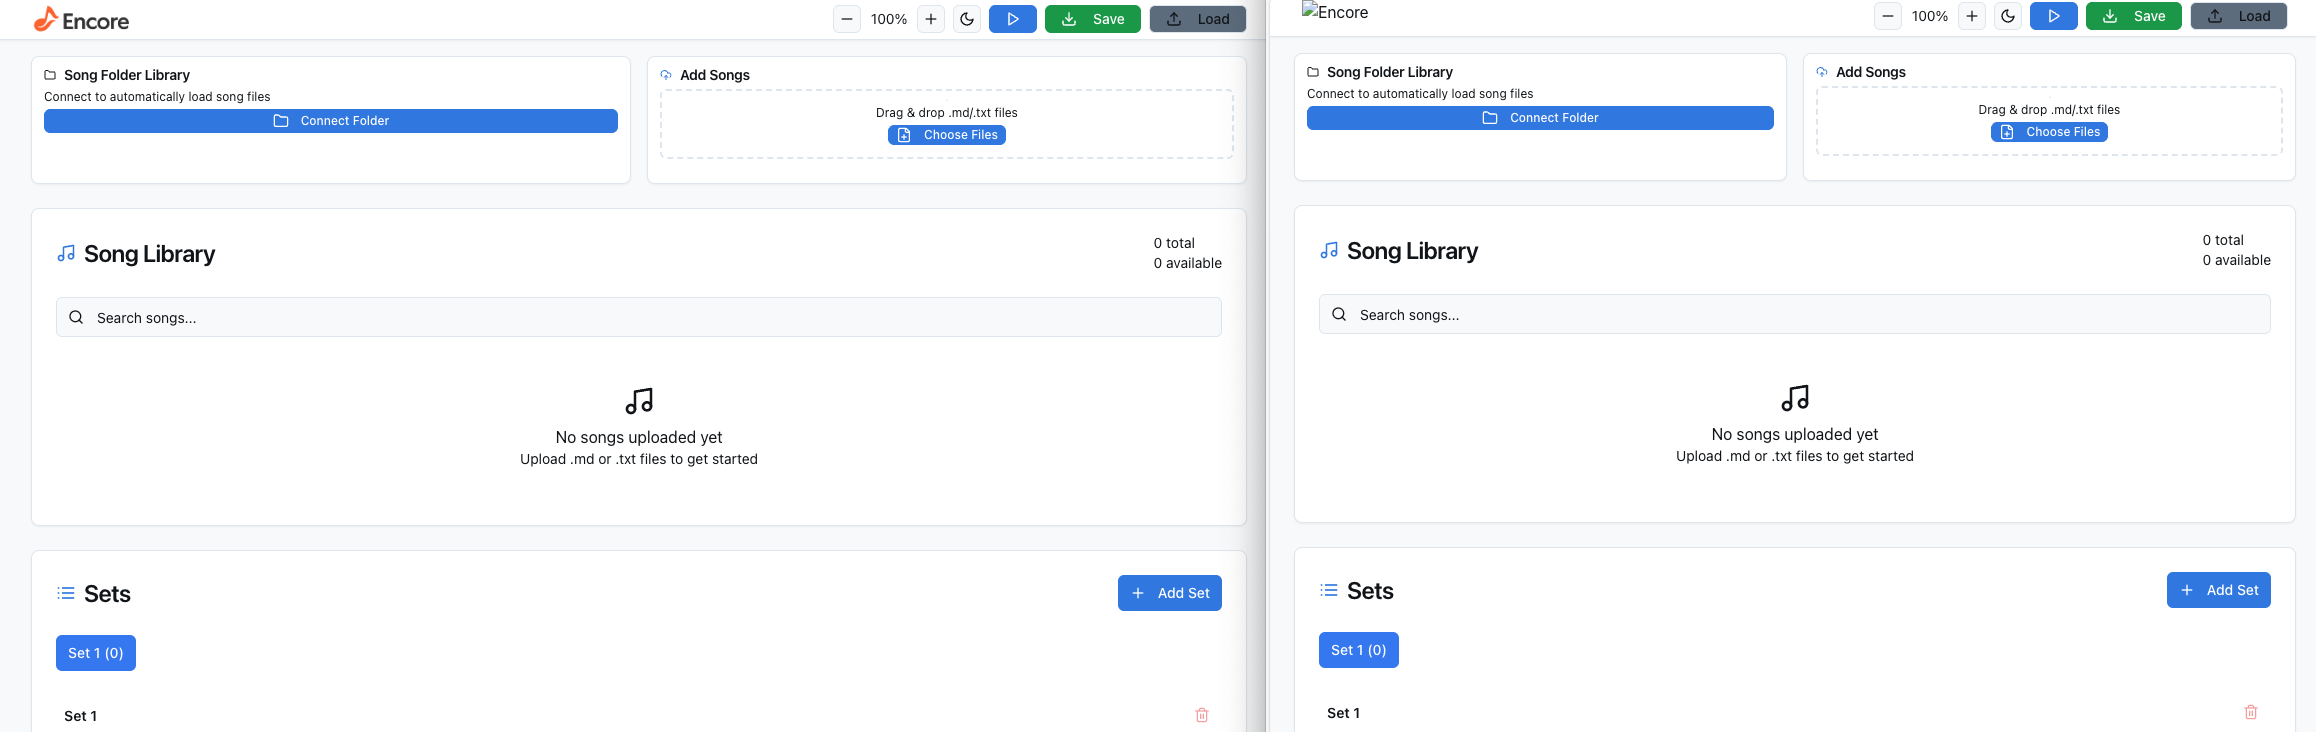 Encore
100%
Save
Load
Song Folder Library
Connect to automatically load song files
Connect Folder
Add Songs
Drag & drop .md/.txt files
Choose Files
Song Library
0 total
0 available
Search songs...
No songs uploaded yet
Upload .md or .txt files to get started
Sets
Add Set
Set 1 (0)
Set 1
Encore
100%
Save
Load
Song Folder Library
Connect to automatically load song files
Connect Folder
Add Songs
Drag & drop .md/.txt files
Choose Files
Song Library
0 total
0 available
Search songs...
No songs uploaded yet
Upload .md or .txt files to get started
Sets
Add Set
Set 1 (0)
Set 1